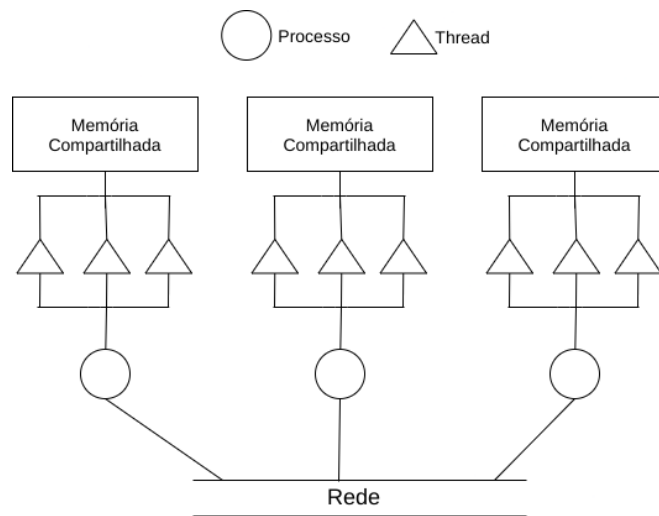 Processo
Thread
Memória
Compartilhada
Memória
Compartilhada
Memória
Compartilhada
Rede